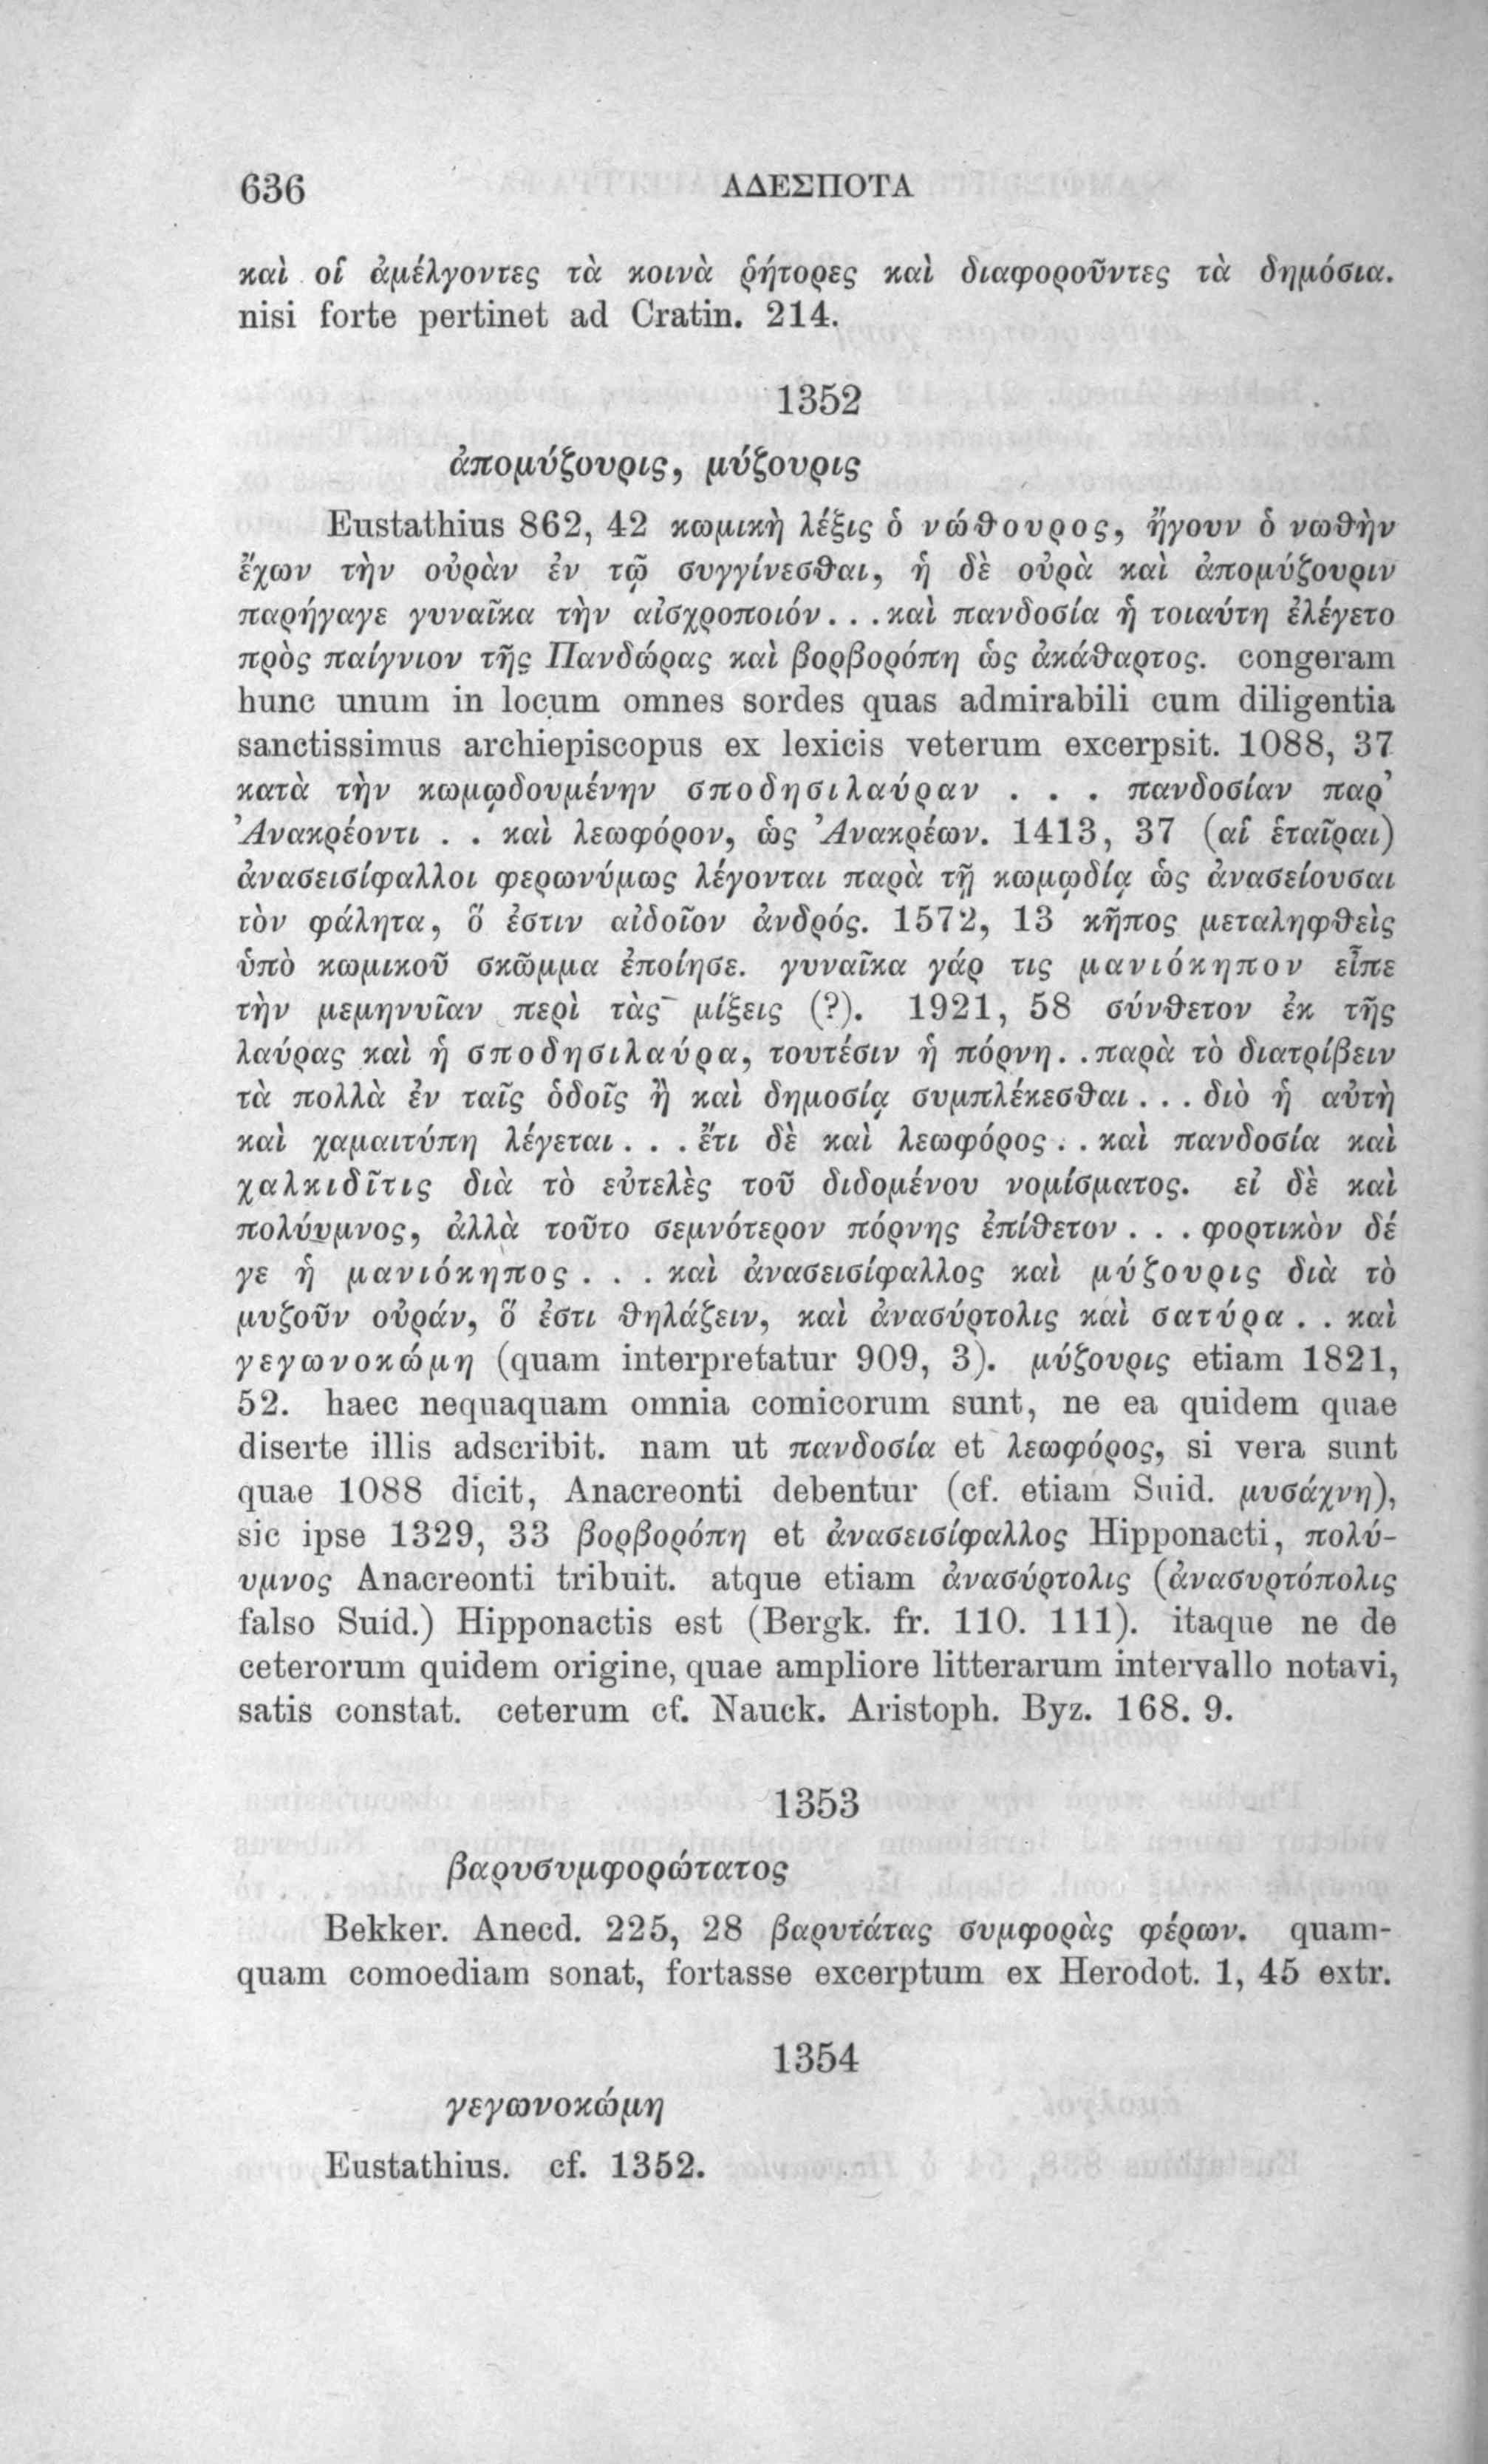 636 ΑΔΕΣΠΟΤΑ
καὶ οἱ ἀμέλγοντες τὰ κοινὰ ῥήτορες καὶ διαφοροῦντες τὰ δημόσια.
nisi forte pertinet ad Cratin. 214.
1352
ἀπομύζουρις, μύζουρις
Eustathius 862, 42 κωμικὴ λέξις ὁ νώθουρος, ἤγουν ὁ νωθὴν
ἔχων τὴν οὐρὰν ἐν τῷ συγγίνεσθαι, ἡ δὲ οὐρὰ καὶ ἀπομύζουριν
παρήγαγε γυναῖκα τὴν αἰσχροποιόν...καὶ πανδοσία ἡ τοιαύτη ἐλέγετο
πρὸς παίγνιον τῆς Πανδώρας καὶ βορβορόπη ὡς ἀκάθαρτος. congeram
hunc unum in locum omnes sordes quas admirabili cum diligentia
sanctissimus archiepiscopus ex lexicis veterum excerpsit. 1088, 37
κατὰ τὴν κωμῳδουμένην σποδησιλαύραν . . . πανδοσίαν παρ’
Ἀνακρέοντι . . καὶ λεωφόρον, ὡς Ἀνακρέων. 1413, 37 (αἱ ἑταῖραι)
ἀνασεισίφαλλοι φερωνύμως λέγονται παρὰ τῇ κωμῳδίᾳ ὡς ἀνασείουσαι
τὸν φάλητα, ὅ ἐστιν αἰδοῖον ἀνδρός. 1572, 13 κῆπος μεταληφθεὶς
ὑπὸ κωμικοῦ σκῶμμα ἐποίησε. γυναῖκα γάρ τις μανιόκηπον εἶπε
τὴν μεμηνυῖαν περὶ τὰς μίξεις (?). 1921, 58 σύνθετον ἐκ τῆς
λαύρας καὶ ἡ σποδησιλαύρα, τουτέσιν ἡ πόρνη..παρὰ τὸ διατρίβειν
τὰ πολλὰ ἐν ταῖς ὁδοῖς ἢ καὶ δημοσίᾳ συμπλέκεσθαι... διὸ ἡ αὐτὴ
καὶ χαμαιτύπη λέγεται... ἔτι δὲ καὶ λεωφόρος.. καὶ πανδοσία καὶ
χαλκιδῖτις διὰ τὸ εὐτελὲς τοῦ διδομένου νομίσματος. εἰ δὲ καὶ
πολύυμνος, ἀλλὰ τοῦτο σεμνότερον πόρνης ἐπίθετον... φορτικὸν δέ
γε ἡ μανιόκηπος... καὶ ἀνασεισίφαλλος καὶ μύζουρις διὰ τὸ
μυζοῦν οὐράν, ὅ ἐστι θηλάζειν, καὶ ἀνασύρτολις καὶ σατύρα.. καὶ
γεγωνοκώμη (quam interpretatur 909, 3). μύζουρις etiam 1821,
52. haec nequaquam omnia comicorum sunt, ne ea quidem quae
diserte illis adscribit. nam ut πανδοσία et λεωφόρος, si vera sunt
quae 1088 dicit, Anacreonti debentur (cf. etiam Suid. μυσάχνη),
sic ipse 1329, 33 βορβορόπη et ἀνασεισίφαλλος Hipponacti, πολύ-
υμνος Anacreonti tribuit. atque etiam ἀνασύρτολις (ἀνασυρτόπολις
falso Suid.) Hipponactis est (Bergk. fr. 110. 111). itaque ne de
ceterorum quidem origine, quae ampliore litterarum intervallo notavi,
satis constat. ceterum cf. Nauck. Aristoph. Byz. 168. 9.
1353
βαρυσυμφορώτατος
Bekker. Anecd. 225, 28 βαρυτάτας συμφορὰς φέρων. quam-
quam comoediam sonat, fortasse excerptum ex Herodot. 1, 45 extr.
1354
γεγωνοκώμη
Eustathius. cf. 1352.